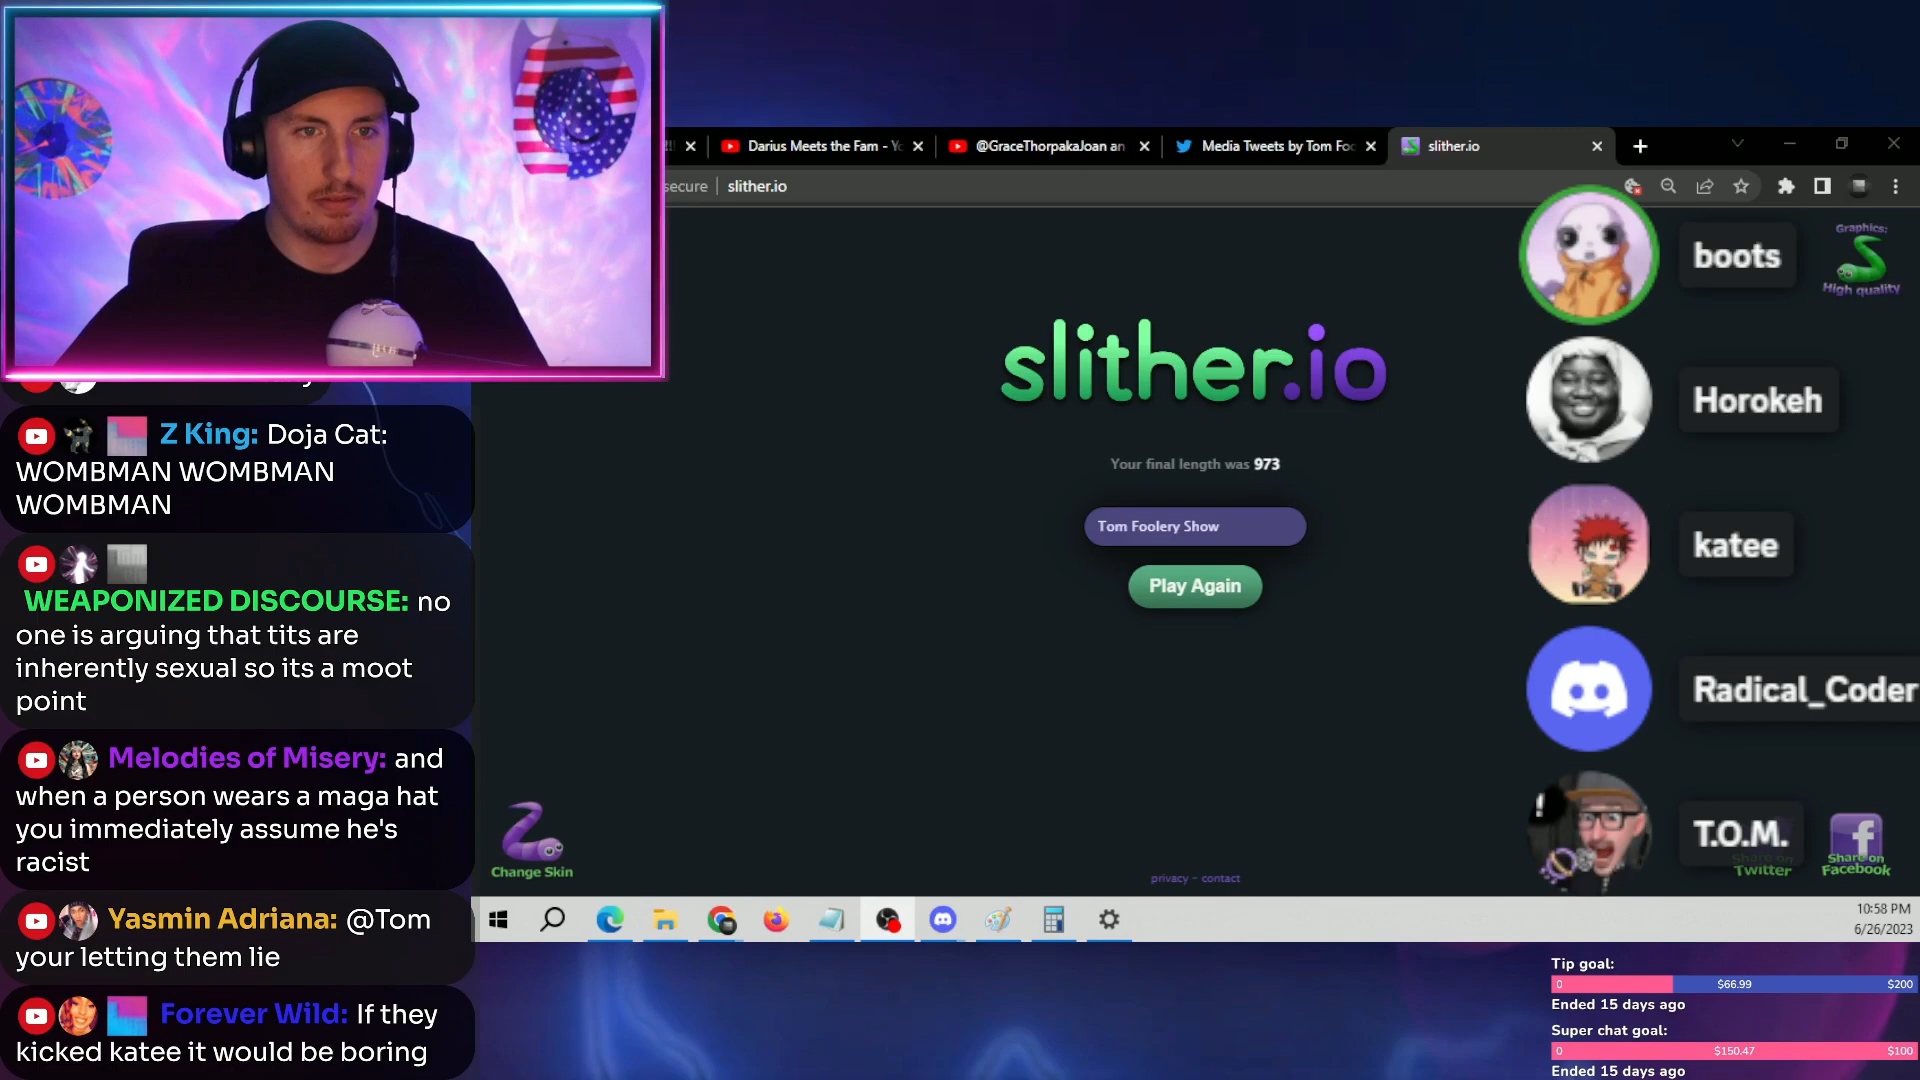 Darius Meets the Fam - Yo
@GraceThorpakaJoan an
Media Tweets by Tom Foo
slither.io
secure
slither.io
boots
Graphics:
High quality
Horokeh
katee
Radical_Coder
T.O.M.
Share on
Twitter
Share on
Facebook
slither.io
Your final length was 973
Tom Foolery Show
Play Again
Change Skin
privacy - contact
Z King: Doja Cat:
WOMBMAN WOMBMAN
WOMBMAN
WEAPONIZED DISCOURSE: no
one is arguing that tits are
inherently sexual so its a moot
point
Melodies of Misery: and
when a person wears a maga hat
you immediately assume he's
racist
Yasmin Adriana: @Tom
your letting them lie
Forever Wild: If they
kicked katee it would be boring
10:58 PM
6/26/2023
Tip goal:
0 $66.99 $200
Ended 15 days ago
Super chat goal:
0 $150.47 $100
Ended 15 days ago